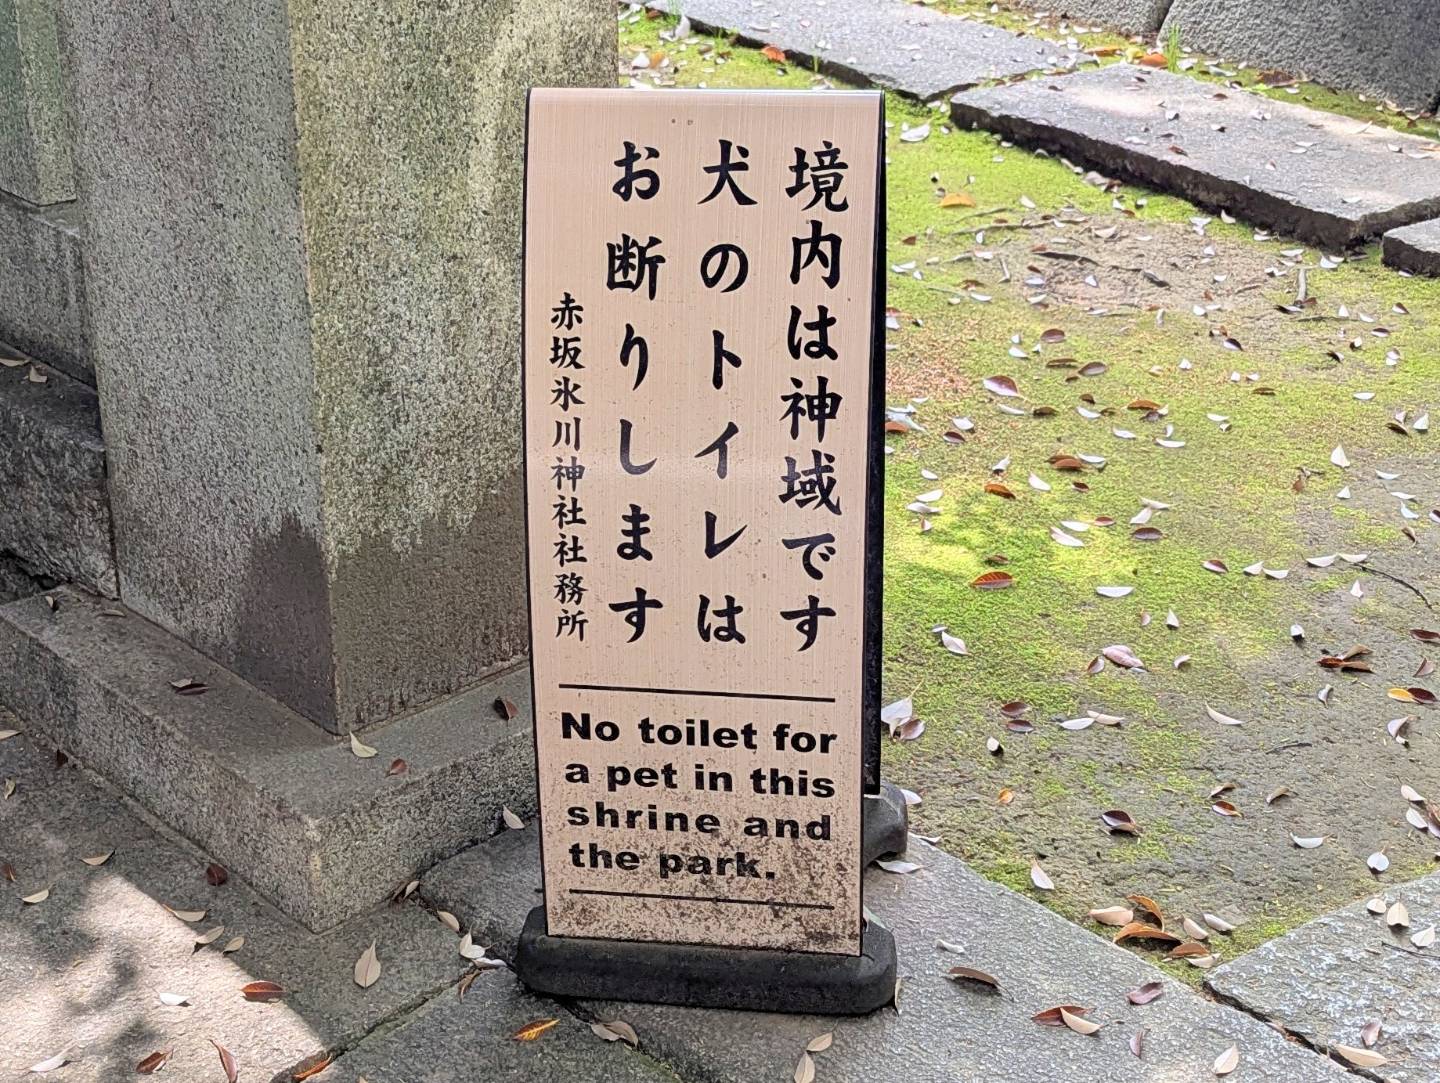 境内は神域です
犬のトイレは
お断りします
赤坂氷川神社社務所
No toilet for
a pet in this
shrine and
the park.